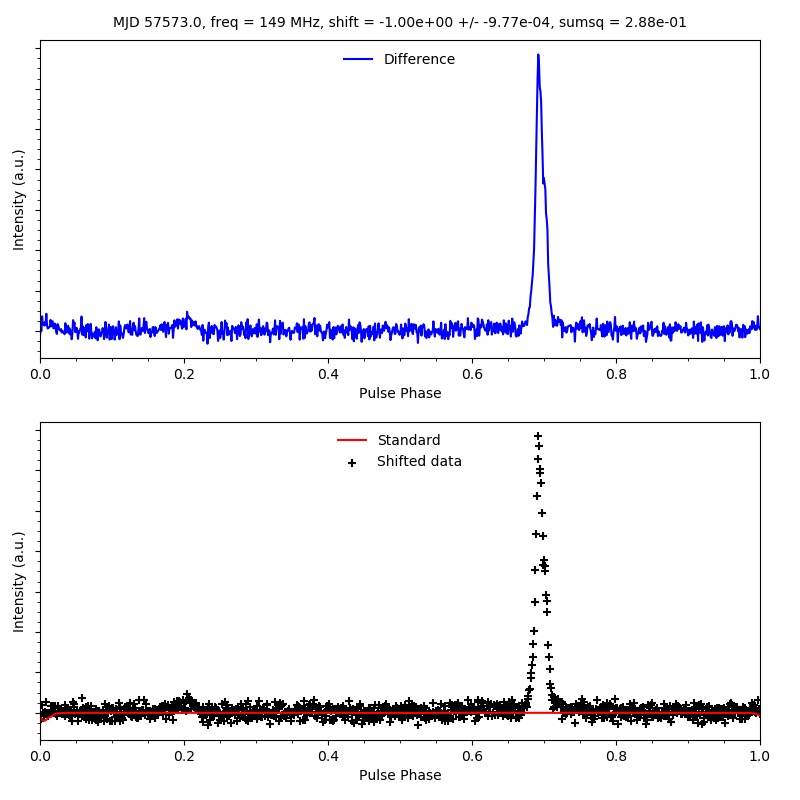 MJD 57573.0, freq = 149 MHz, shift = -1.00e+00 +/- -9.77e-04, sumsq = 2.88e-01
Difference
Intensity (a.u.)
0.0 0.2 0.4 0.6 0.8 1.0
Pulse Phase
Standard
Shifted data
Intensity (a.u.)
0.0 0.2 0.4 0.6 0.8 1.0
Pulse Phase